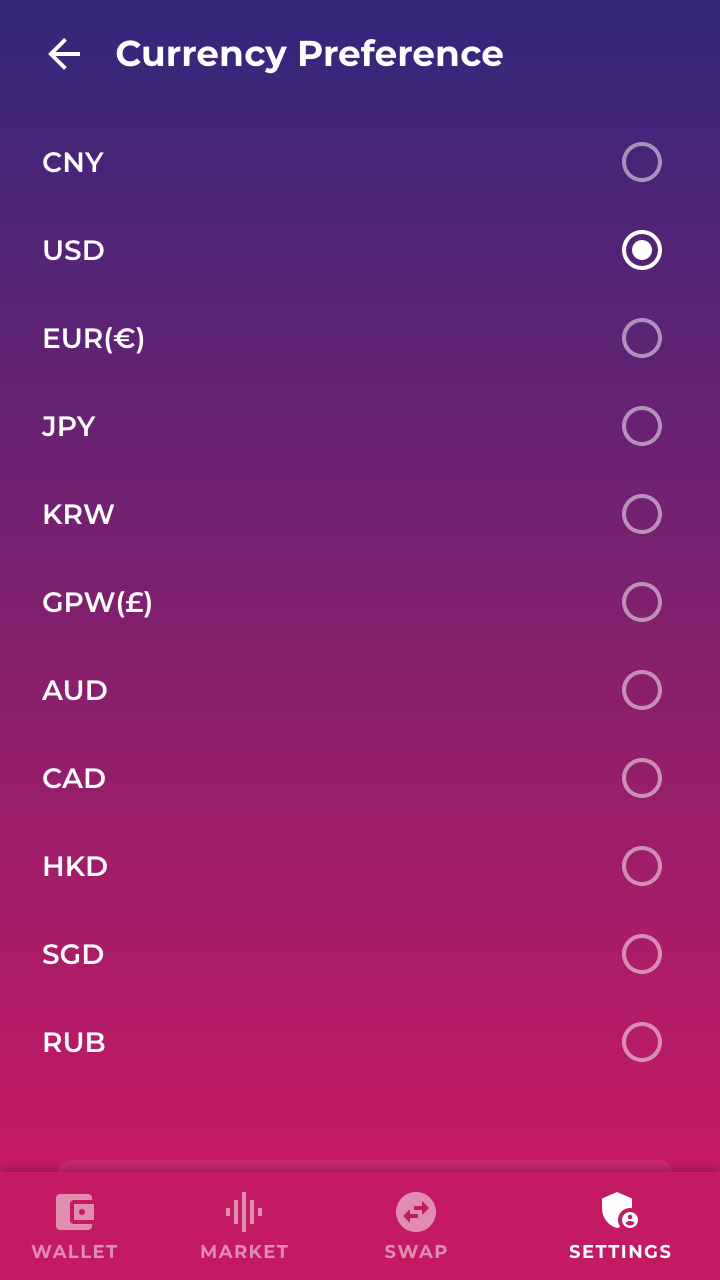 Currency Preference
CNY
USD
EUR(€)
JPY
KRW
GPW(£)
AUD
CAD
HKD
SGD
RUB
WALLET MARKET SWAP SETTINGS